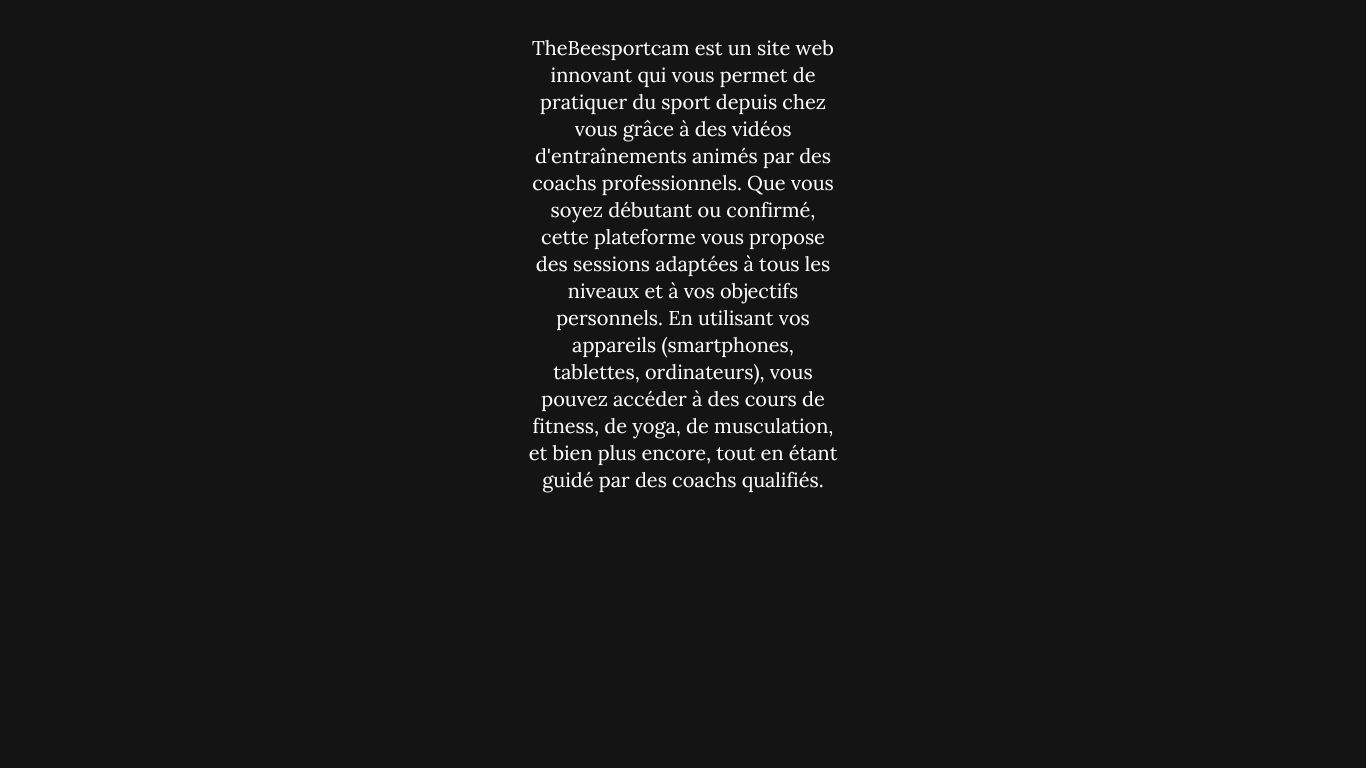 TheBeesportcam est un site web
innovant qui vous permet de
pratiquer du sport depuis chez
vous grâce à des vidéos
d'entraînements animés par des
coachs professionnels. Que vous
soyez débutant ou confirmé,
cette plateforme vous propose
des sessions adaptées à tous les
niveaux et à vos objectifs
personnels. En utilisant vos
appareils (smartphones,
tablettes, ordinateurs), vous
pouvez accéder à des cours de
fitness, de yoga, de musculation,
et bien plus encore, tout en étant
guidé par des coachs qualifiés.